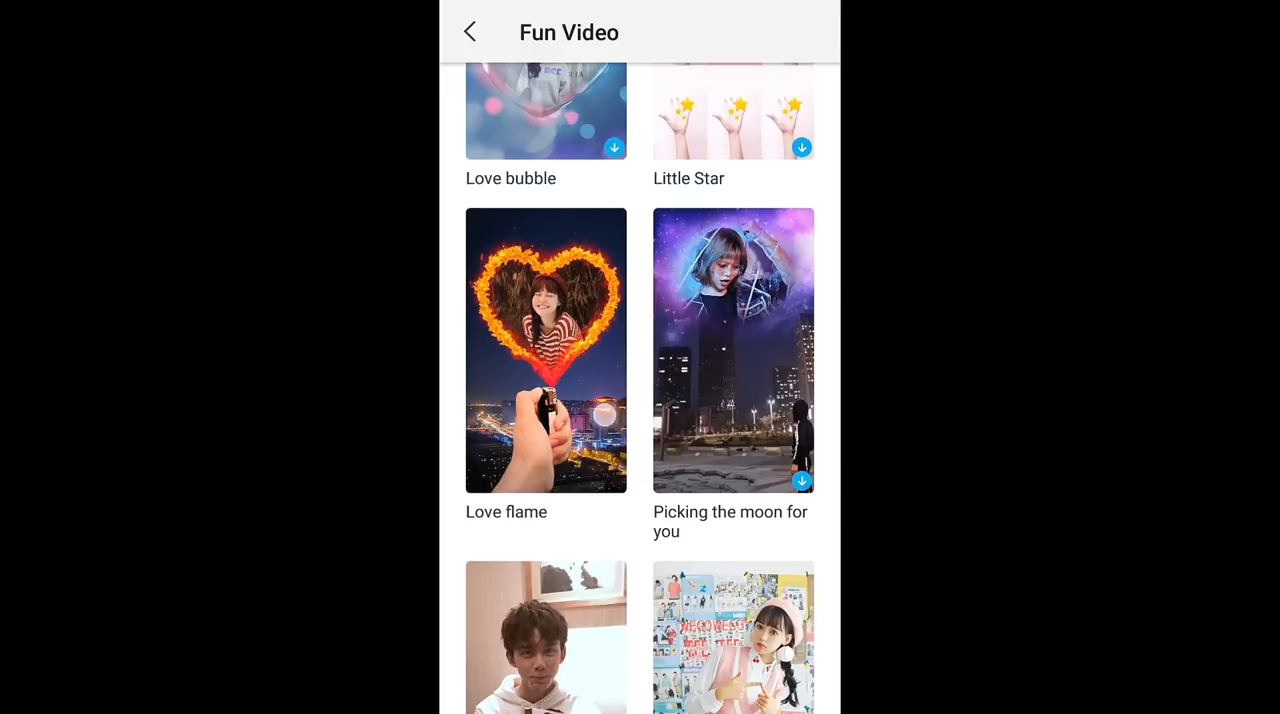 Fun Video
Love bubble
Little Star
Love flame
Picking the moon for
you